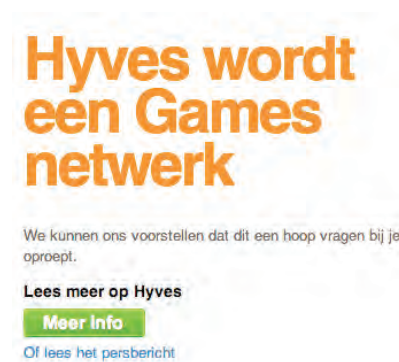 Hyves wordt
een Games
netwerk
We kunnen ons voorstellen dat dit een hoop vragen bij je
oproept.
Lees meer op Hyves
Meer Info
Of lees het persbericht